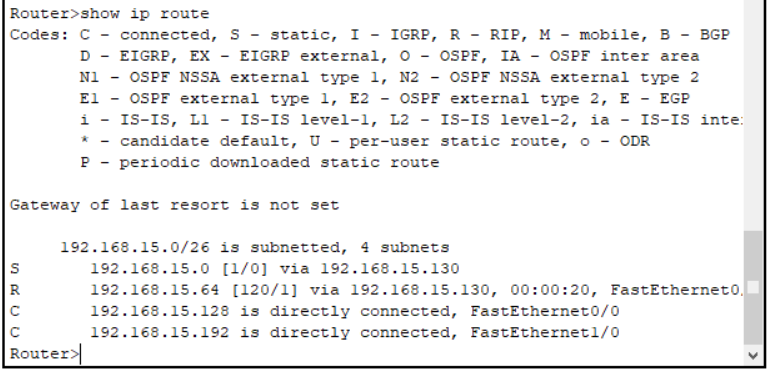 Router>show ip route
Codes: C - connected, S - static, I - IGRP, R - RIP, M - mobile, B - BGP
       D - EIGRP, EX - EIGRP external, O - OSPF, IA - OSPF inter area
       N1 - OSPF NSSA external type 1, N2 - OSPF NSSA external type 2
       E1 - OSPF external type 1, E2 - OSPF external type 2, E - EGP
       i - IS-IS, L1 - IS-IS level-1, L2 - IS-IS level-2, ia - IS-IS inte
       * - candidate default, U - per-user static route, o - ODR
       P - periodic downloaded static route
Gateway of last resort is not set
     192.168.15.0/26 is subnetted, 4 subnets
S       192.168.15.0 [1/0] via 192.168.15.130
R       192.168.15.64 [120/1] via 192.168.15.130, 00:00:20, FastEthernet0
C       192.168.15.128 is directly connected, FastEthernet0/0
C       192.168.15.192 is directly connected, FastEthernet1/0
Router>